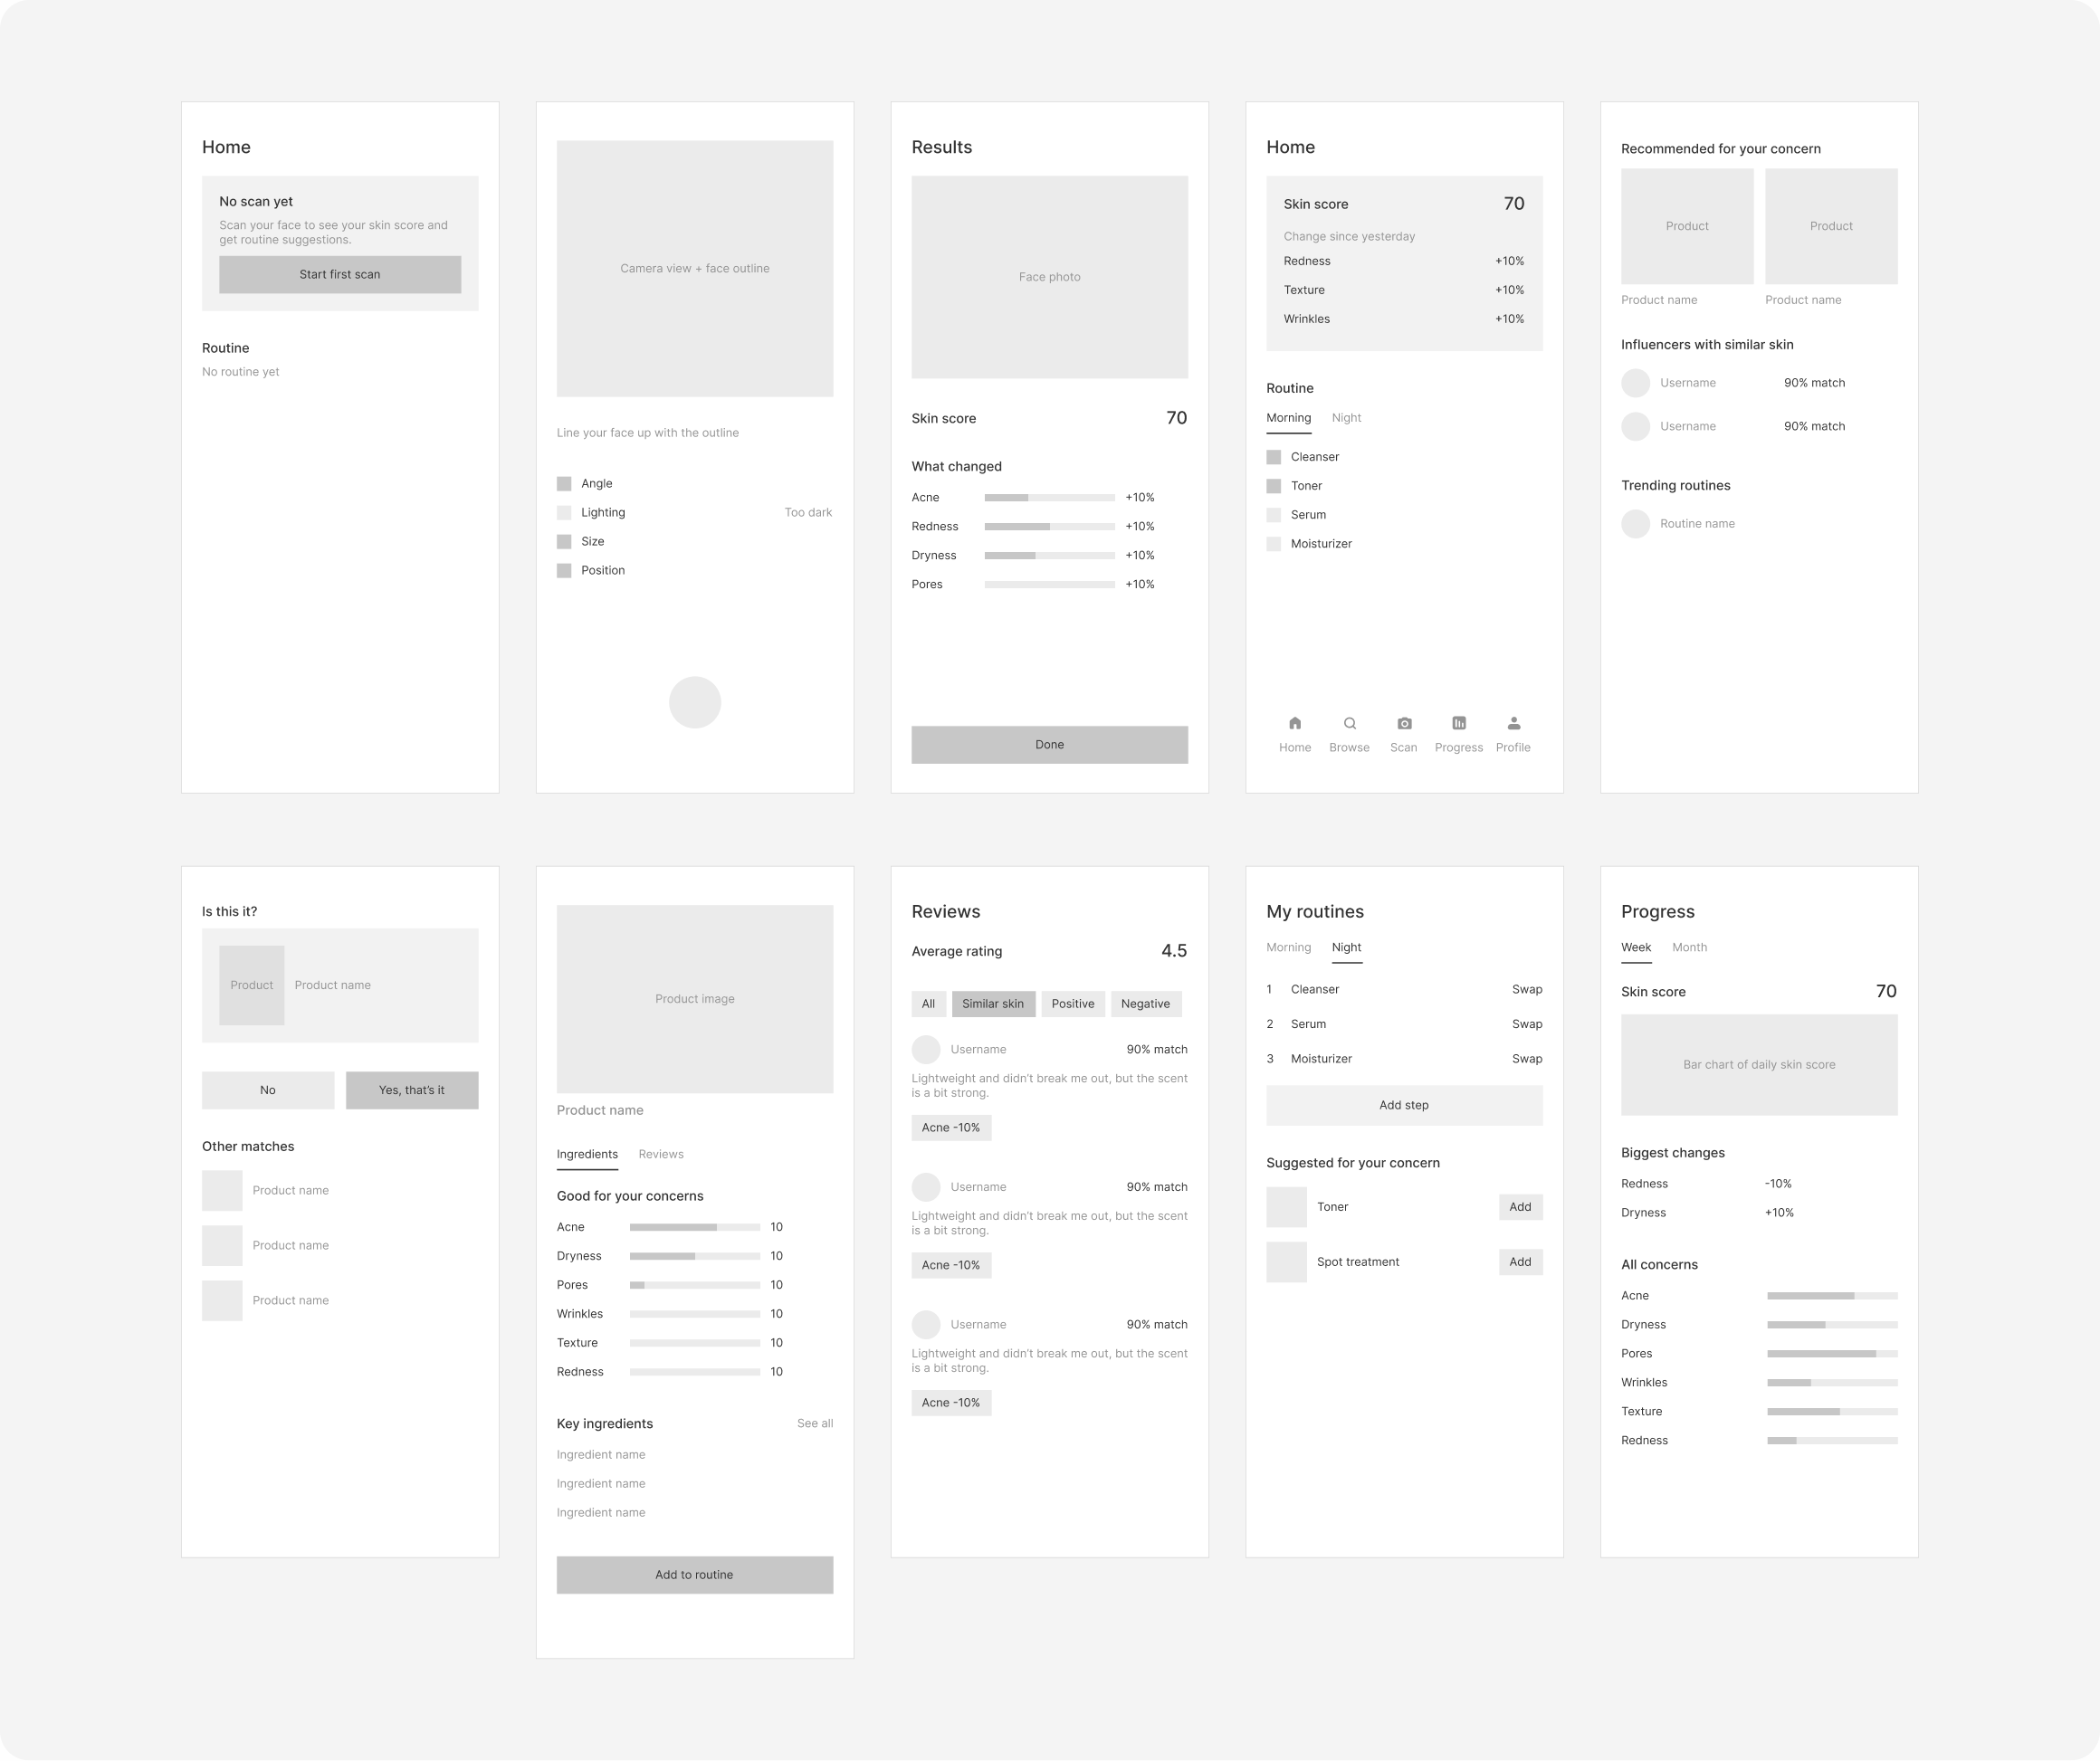 Home
No scan yet
Scan your face to see your skin score and
get routine suggestions.
Start first scan
Routine
No routine yet
Camera view + face outline
Line your face up with the outline
Angle
Lighting Too dark
Size
Position
Results
Face photo
Skin score 70
What changed
Acne +10%
Redness +10%
Dryness +10%
Pores +10%
Done
Home
Skin score 70
Change since yesterday
Redness +10%
Texture +10%
Wrinkles +10%
Routine
Morning Night
Cleanser
Toner
Serum
Moisturizer
Home Browse Scan Progress Profile
Recommended for your concern
Product Product
Product name Product name
Influencers with similar skin
Username 90% match
Username 90% match
Trending routines
Routine name
Is this it?
Product Product name
No Yes, that’s it
Other matches
Product name
Product name
Product name
Product image
Product name
Ingredients Reviews
Good for your concerns
Acne 10
Dryness 10
Pores 10
Wrinkles 10
Texture 10
Redness 10
Key ingredients See all
Ingredient name
Ingredient name
Ingredient name
Add to routine
Reviews
Average rating 4.5
All Similar skin Positive Negative
Username 90% match
Lightweight and didn’t break me out, but the scent
is a bit strong.
Acne -10%
Username 90% match
Lightweight and didn’t break me out, but the scent
is a bit strong.
Acne -10%
Username 90% match
Lightweight and didn’t break me out, but the scent
is a bit strong.
Acne -10%
My routines
Morning Night
1 Cleanser Swap
2 Serum Swap
3 Moisturizer Swap
Add step
Suggested for your concern
Toner Add
Spot treatment Add
Progress
Week Month
Skin score 70
Bar chart of daily skin score
Biggest changes
Redness -10%
Dryness +10%
All concerns
Acne
Dryness
Pores
Wrinkles
Texture
Redness